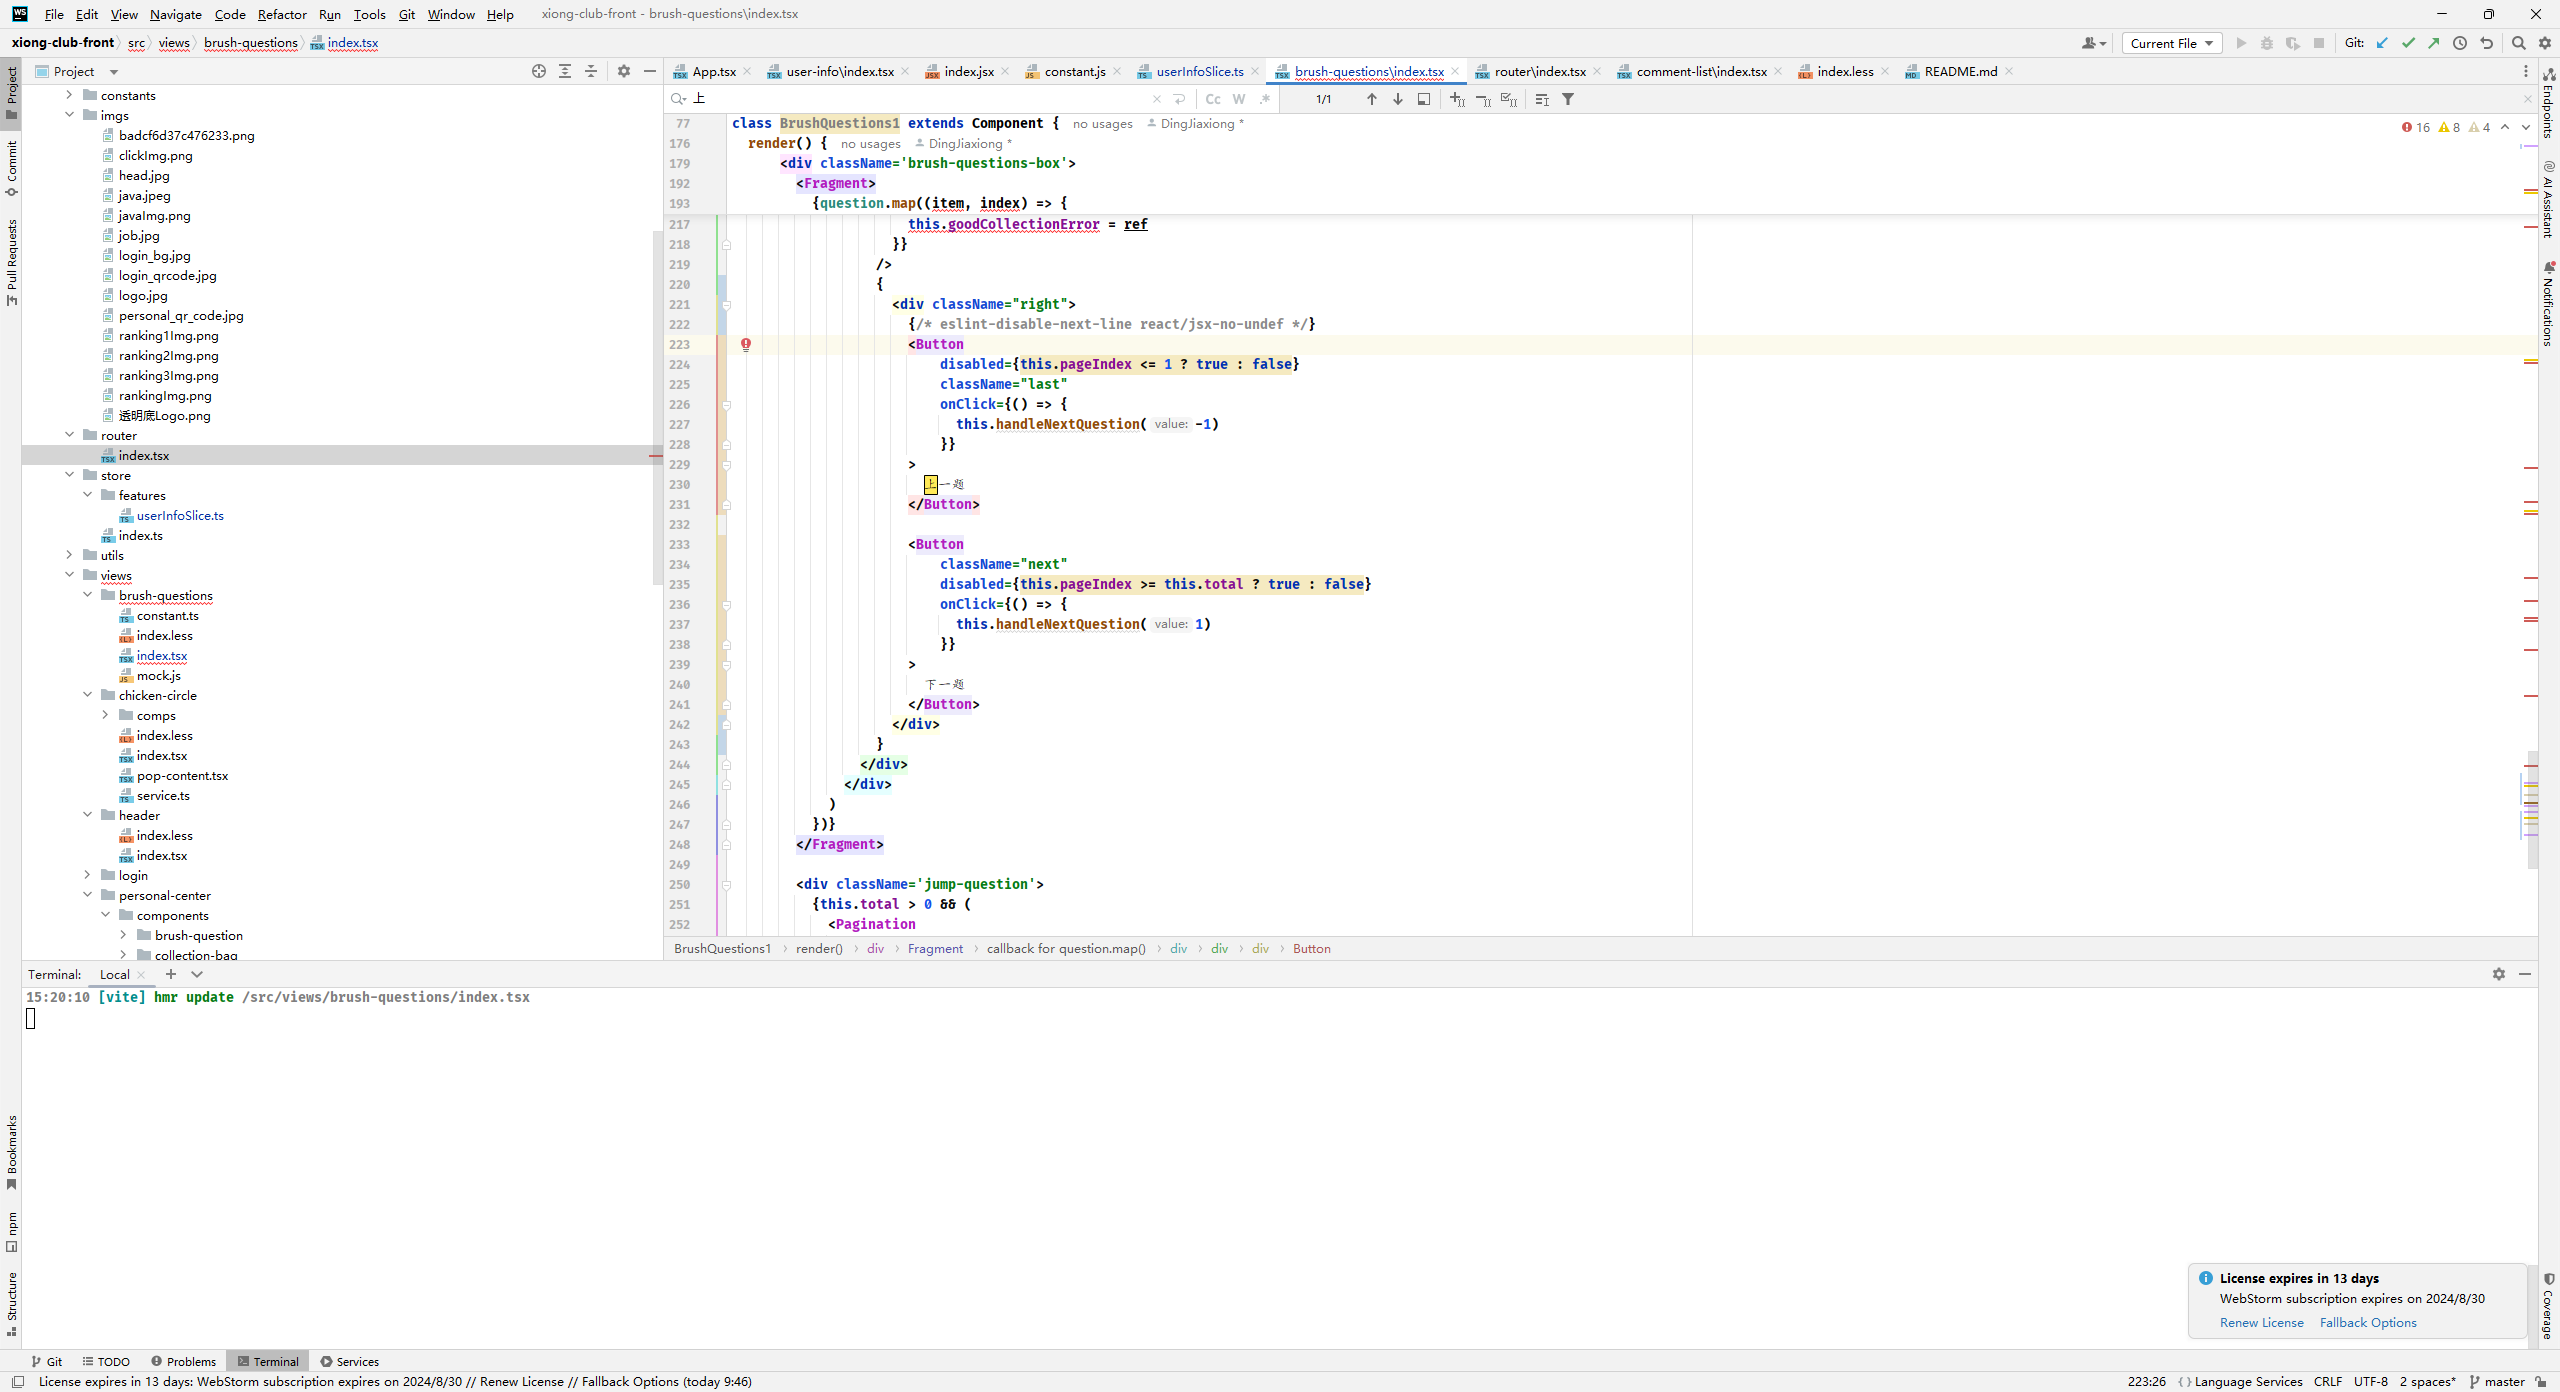 File Edit View Navigate Code Refactor Run Tools Git Window Help xiong-club-front - brush-questions\index.tsx
xiong-club-front src views brush-questions index.tsx Current File Git:
Project
App.tsx user-info\index.tsx index.jsx constant.js userInfoSlice.ts brush-questions\index.tsx router\index.tsx comment-list\index.tsx index.less README.md
上 Cc W .* 1/1
Project
Commit
Pull Requests
Bookmarks
npm
Structure
constants
imgs
badcf6d37c476233.png
clickImg.png
head.jpg
java.jpeg
javaImg.png
job.jpg
login_bg.jpg
login_qrcode.jpg
logo.jpg
personal_qr_code.jpg
ranking1Img.png
ranking2Img.png
ranking3Img.png
rankingImg.png
透明底Logo.png
router
index.tsx
store
features
userInfoSlice.ts
index.ts
utils
views
brush-questions
constant.ts
index.less
index.tsx
mock.js
chicken-circle
comps
index.less
index.tsx
pop-content.tsx
service.ts
header
index.less
index.tsx
login
personal-center
components
brush-question
collection-bag
77 class BrushQuestions1 extends Component { no usages DingJiaxiong *
176 render() { no usages DingJiaxiong *
179 <div className='brush-questions-box'>
192 <Fragment>
193 {question.map((item, index) => {
217 this.goodCollectionError = ref
218 }}
219 />
220 {
221 <div className="right">
222 {/* eslint-disable-next-line react/jsx-no-undef */}
223 <Button
224 disabled={this.pageIndex <= 1 ? true : false}
225 className="last"
226 onClick={() => {
227 this.handleNextQuestion( value: -1)
228 }}
229 >
230 上一题
231 </Button>
232
233 <Button
234 className="next"
235 disabled={this.pageIndex >= this.total ? true : false}
236 onClick={() => {
237 this.handleNextQuestion( value: 1)
238 }}
239 >
240 下一题
241 </Button>
242 </div>
243 }
244 </div>
245 </div>
246 )
247 })}
248 </Fragment>
249
250 <div className='jump-question'>
251 {this.total > 0 && (
252 <Pagination
16 8 4
Endpoints
AI Assistant
Notifications
Coverage
BrushQuestions1 render() div Fragment callback for question.map() div div div Button
Terminal: Local
15:20:10 [vite] hmr update /src/views/brush-questions/index.tsx
License expires in 13 days
WebStorm subscription expires on 2024/8/30
Renew License Fallback Options
Git TODO Problems Terminal Services
License expires in 13 days: WebStorm subscription expires on 2024/8/30 // Renew License // Fallback Options (today 9:46) 223:26 Language Services CRLF UTF-8 2 spaces* master